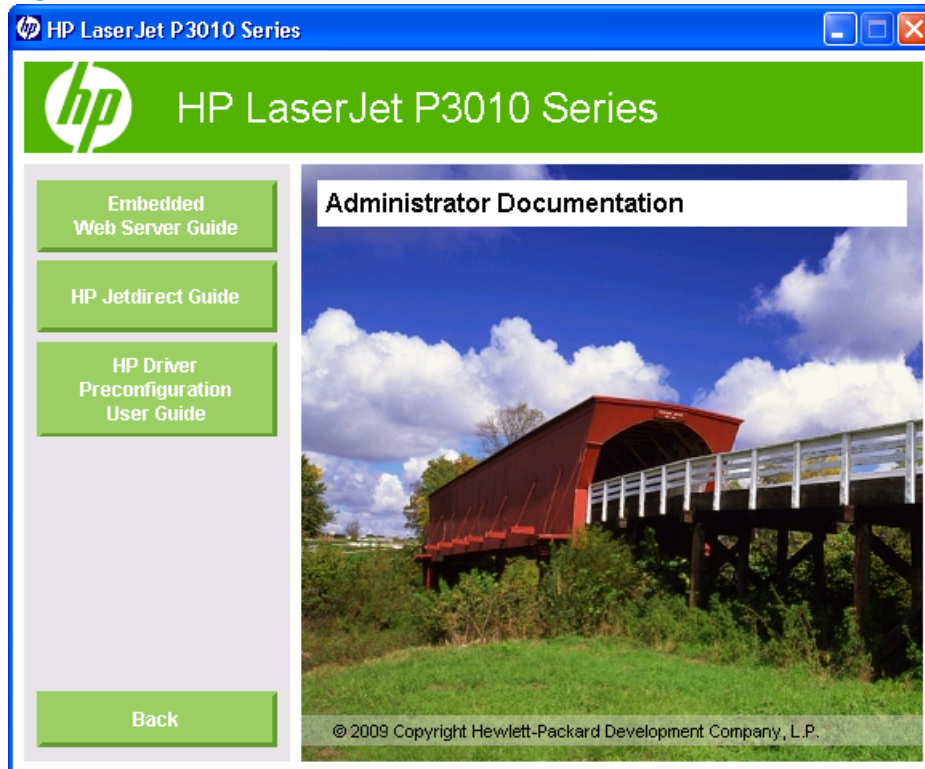 HP LaserJet P3010 Series
hp
HP LaserJet P3010 Series
Embedded
Web Server Guide
HP Jetdirect Guide
HP Driver
Preconfiguration
User Guide
Back
Administrator Documentation
© 2009 Copyright Hewlett-Packard Development Company, L.P.